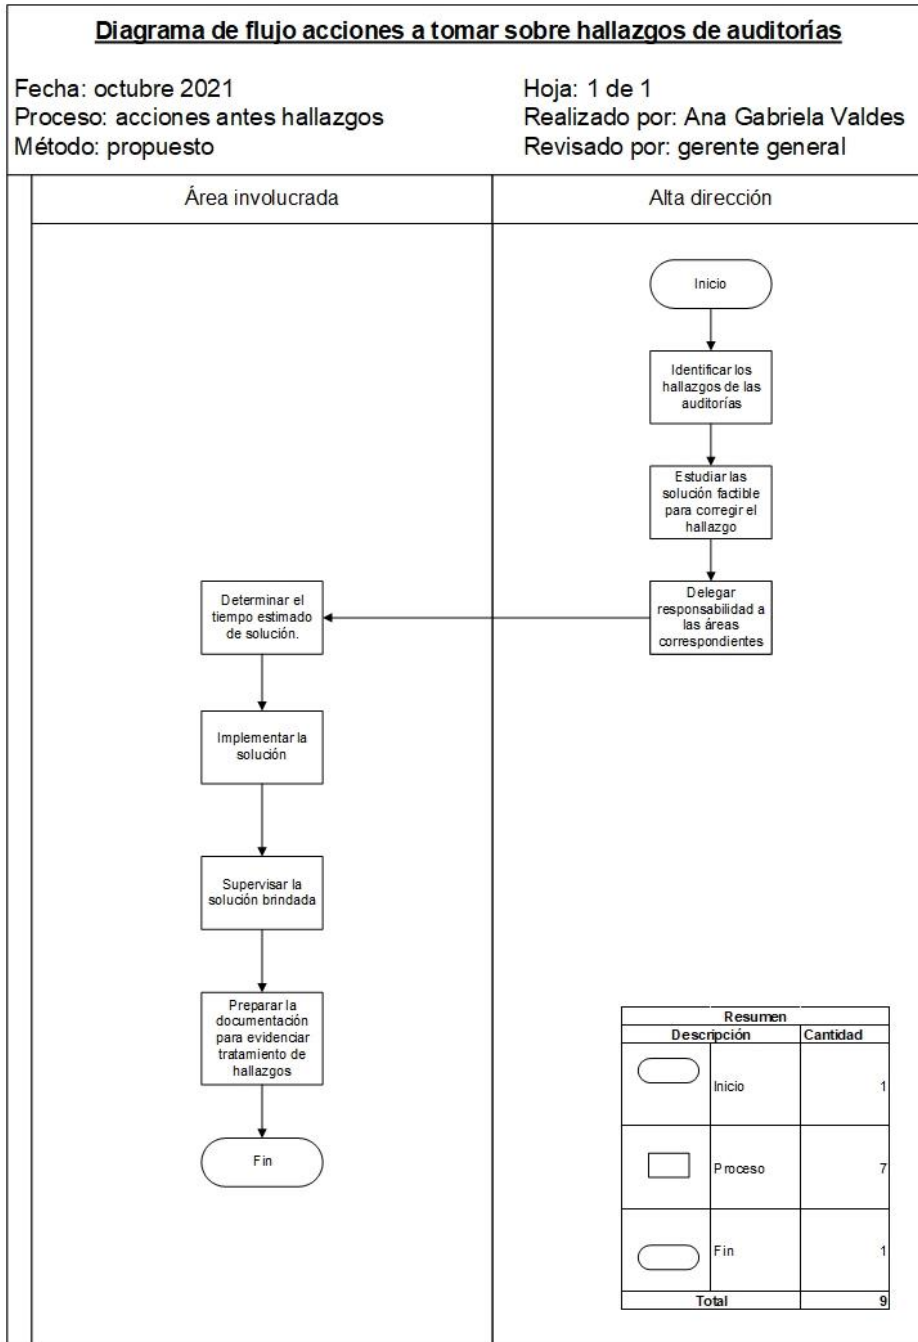 Diagrama de flujo acciones a tomar sobre hallazgos de auditorías
Fecha: octubre 2021
Proceso: acciones antes hallazgos
Método: propuesto
Hoja: 1 de 1
Realizado por: Ana Gabriela Valdes
Revisado por: gerente general
Área involucrada
Alta dirección
Inicio
Identificar los
hallazgos de las
auditorías
Estudiar las
solución factible
para corregir el
hallazgo
Delegar
responsabilidad a
las áreas
correspondientes
Determinar el
tiempo estimado
de solución.
Implementar la
solución
Supervisar la
solución brindada
Preparar la
documentación
para evidenciar
tratamiento de
hallazgos
Fin
Resumen
Descripción Cantidad
Inicio 1
Proceso 7
Fin 1
Total 9